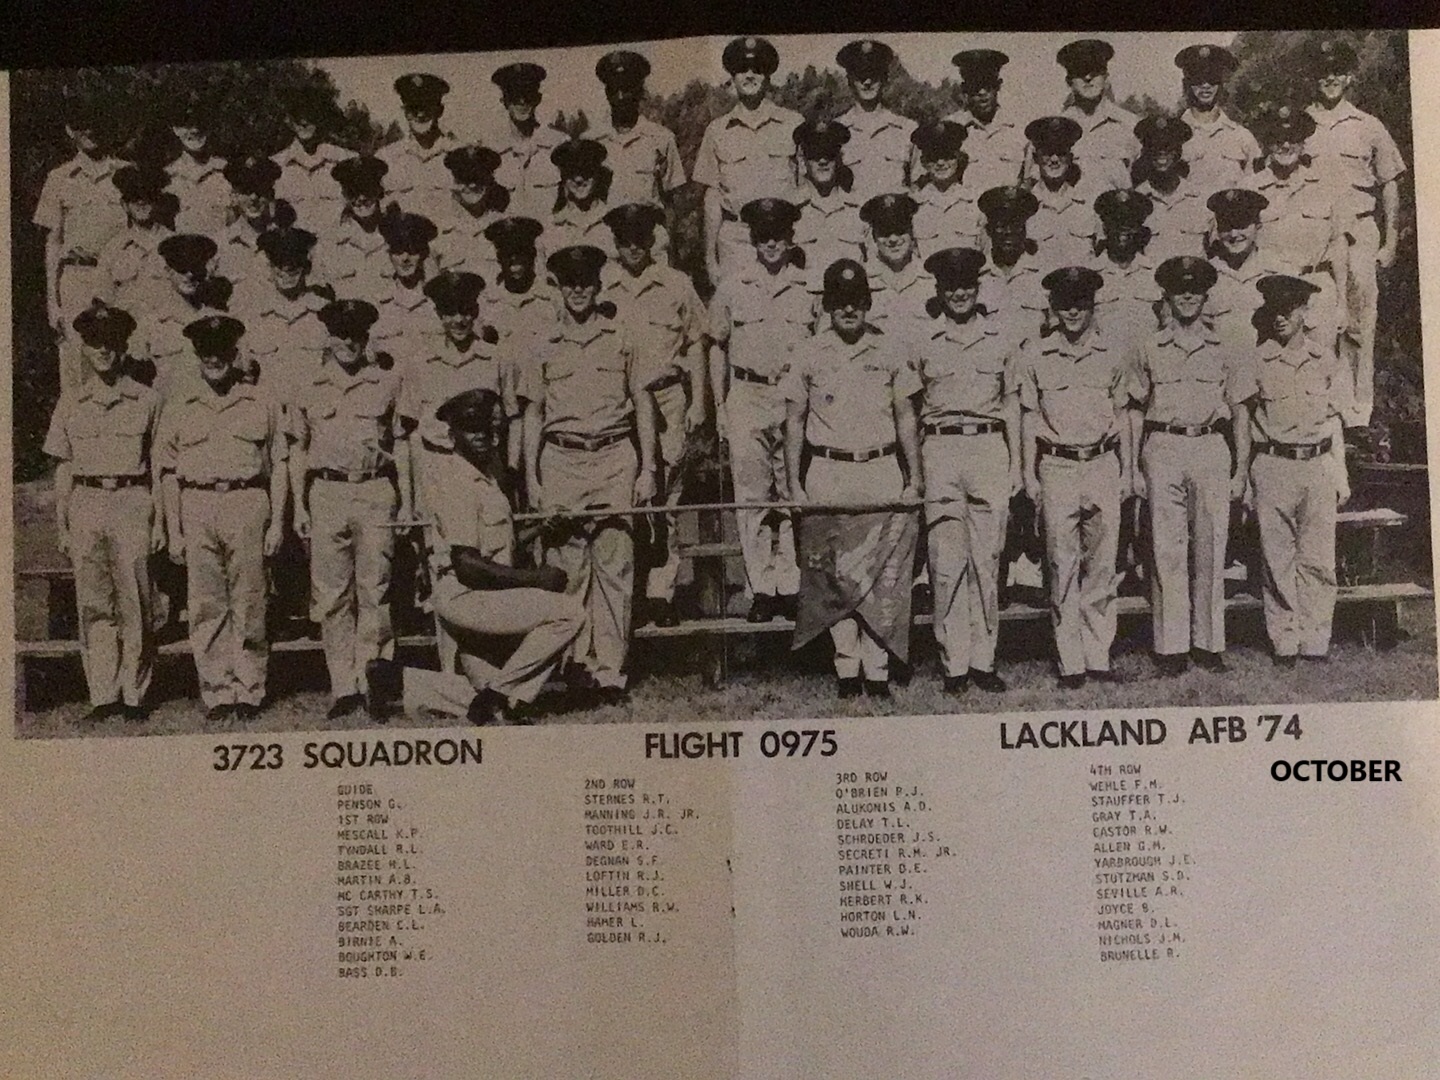 3723 SQUADRON
FLIGHT 0975
LACKLAND AFB '74
OCTOBER
GUIDE
PENSON G.
1ST ROW
MESCALL K.P.
TYNDALL R.L.
BRAZEE M.L.
MARTIN A.B.
MC CARTHY T.S.
SGT SHARPE L.A.
BEARDEN C.L.
BIRNIE A.
BOUGHTON W.E.
BASS D.B.
2ND ROW
STERNES R.T.
MANNING J.R. JR.
TOOTHILL J.C.
WARD E.R.
DEGNAN S.F.
LOFTIN R.J.
MILLER D.C.
WILLIAMS R.W.
HAMER L.
GOLDEN R.J.
3RD ROW
O'BRIEN P.J.
ALUKONIS A.D.
DELAY T.L.
SCHROEDER J.S.
SECRETI R.M. JR.
PAINTER D.E.
SHELL W.J.
HERBERT R.K.
HORTON L.N.
WOUDA R.W.
4TH ROW
WEHLE F.M.
STAUFFER T.J.
GRAY T.A.
CASTOR R.W.
ALLEN G.M.
YARBROUGH J.E.
STUTZMAN S.D.
SEVILLE A.R.
JOYCE B.
MAGNER D.L.
NICHOLS J.M.
BRUNELLE R.